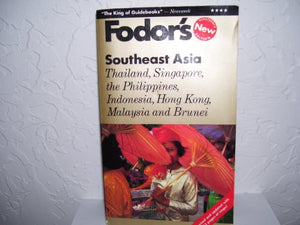 "The King of Guidebooks" — Newsweek
★★★★
Fodor's
New
Southeast Asia
Thailand, Singapore,
the Philippines,
Indonesia, Hong Kong,
Malaysia and Brunei